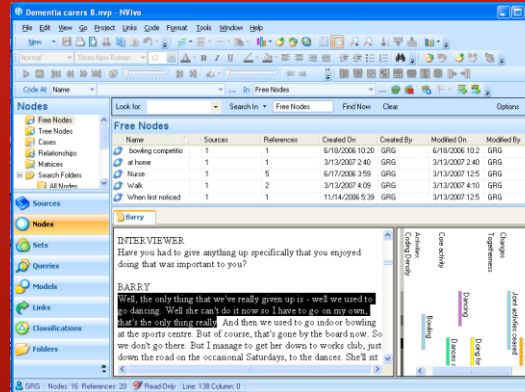 Dementia carers 8.nvp - NVivo
File Edit View Go Project Links Code Format Tools Window Help
New
Normal Times New Roman 12
Code At Name In Free Nodes
Nodes
Free Nodes
Tree Nodes
Cases
Relationships
Matrices
Search Folders
All Nodes
Sources
Nodes
Sets
Queries
Models
Links
Classifications
Folders
Look for: Search In Free Nodes Find Now Clear Options
Free Nodes
Name Sources References Created On Created By Modified On Modified By
bowling competitio 1 1 6/18/2006 10:20 GRG 6/18/2006 10:2 GRG
at home 1 1 3/13/2007 2:40 GRG 3/13/2007 2:40 GRG
Nurse 1 5 6/17/2006 3:59 GRG 3/13/2007 12:5 GRG
Walk 1 2 3/13/2007 4:09 GRG 3/13/2007 4:10 GRG
When first noticed 1 1 11/14/2006 5:39 GRG 3/13/2007 12:5 GRG
Barry
INTERVIEWER
Have you had to give anything up specifically that you enjoyed
doing that was important to you?
BARRY
Well, the only thing that we've really given up is - well we used to
go dancing. Well she can't do it now so I have to go on my own,
that's the only thing really. And then we used to go indoor bowling
at the sports centre. But of course, that's gone by the board now. So
we don't go there. But I manage to get her down to works club, just
down the road on the occasional Saturdays, to the dances. She'll sit
Coding Density
Activities
Bowling
Core activity
Dancing
Dances
Togetherness
Changes
Doing for
Joint activities ceased
GRG Nodes: 16 References: 20 Read-Only Line: 138 Column: 0